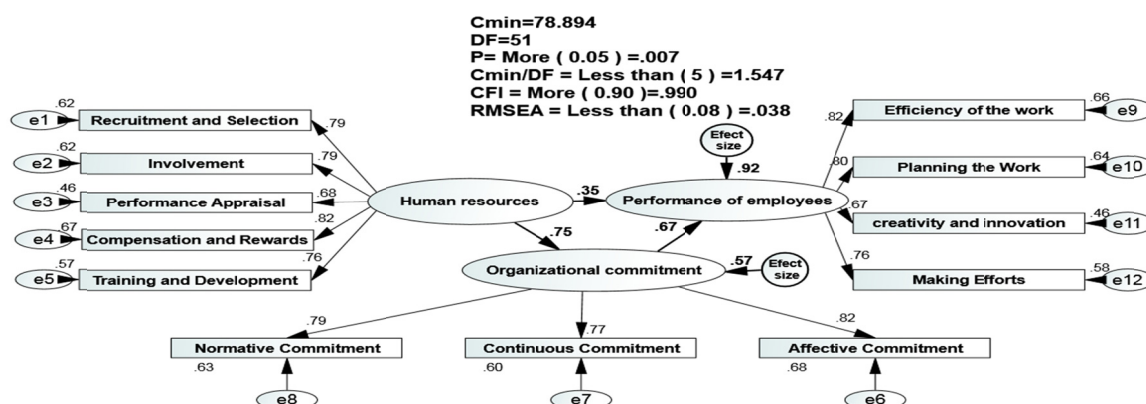 Cmin=78.894
DF=51
P= More ( 0.05 ) =.007
Cmin/DF = Less than ( 5 ) =1.547
CFI = More ( 0.90 )=.990
RMSEA = Less than ( 0.08 ) =.038
.62
e1
Recruitment and Selection
.79
.62
e2
Involvement
.79
.46
e3
Performance Appraisal
.68
.67
e4
Compensation and Rewards
.82
.57
e5
Training and Development
.76
Human resources
.35
.75
Efect
size
.92
Performance of employees
.67
Organizational commitment
.57
Efect
size
.82
Efficiency of the work
.66
e9
.80
Planning the Work
.64
e10
.67
creativity and innovation
.46
e11
.76
Making Efforts
.58
e12
.79
Normative Commitment
.63
e8
.77
Continuous Commitment
.60
e7
.82
Affective Commitment
.68
e6